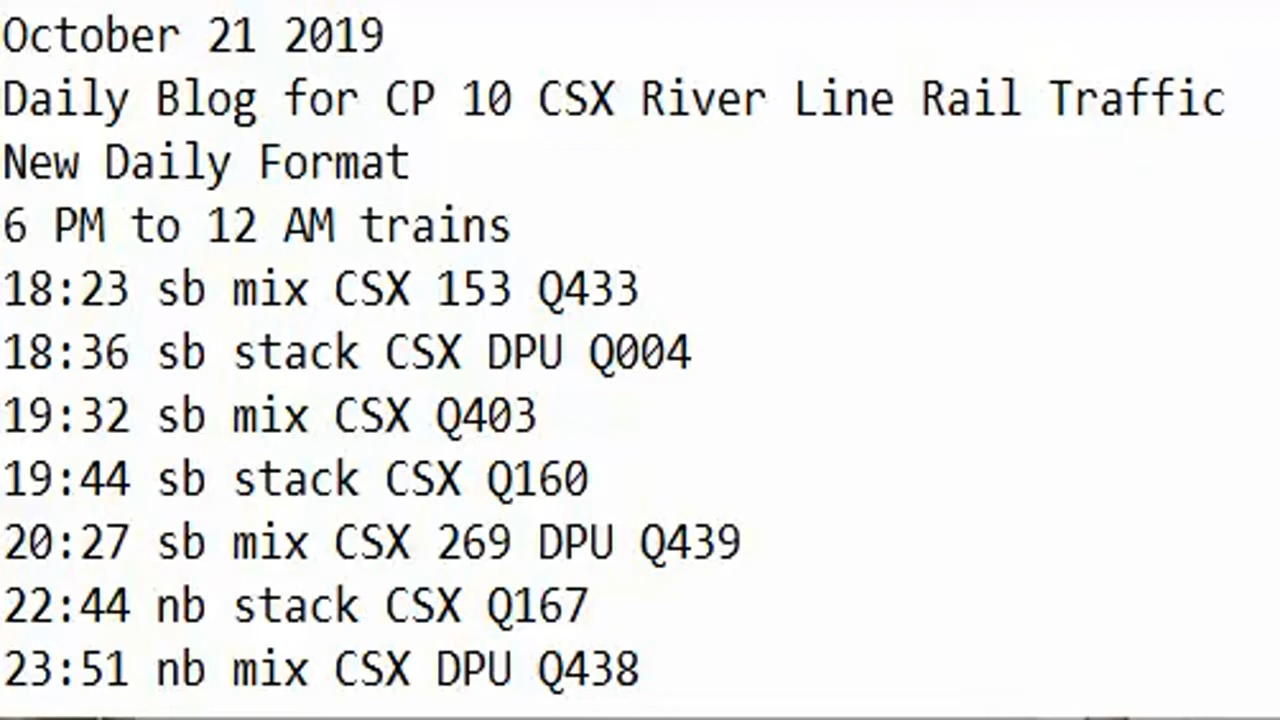 October 21 2019
Daily Blog for CP 10 CSX River Line Rail Traffic
New Daily Format
6 PM to 12 AM trains
18:23 sb mix CSX 153 Q433
18:36 sb stack CSX DPU Q004
19:32 sb mix CSX Q403
19:44 sb stack CSX Q160
20:27 sb mix CSX 269 DPU Q439
22:44 nb stack CSX Q167
23:51 nb mix CSX DPU Q438